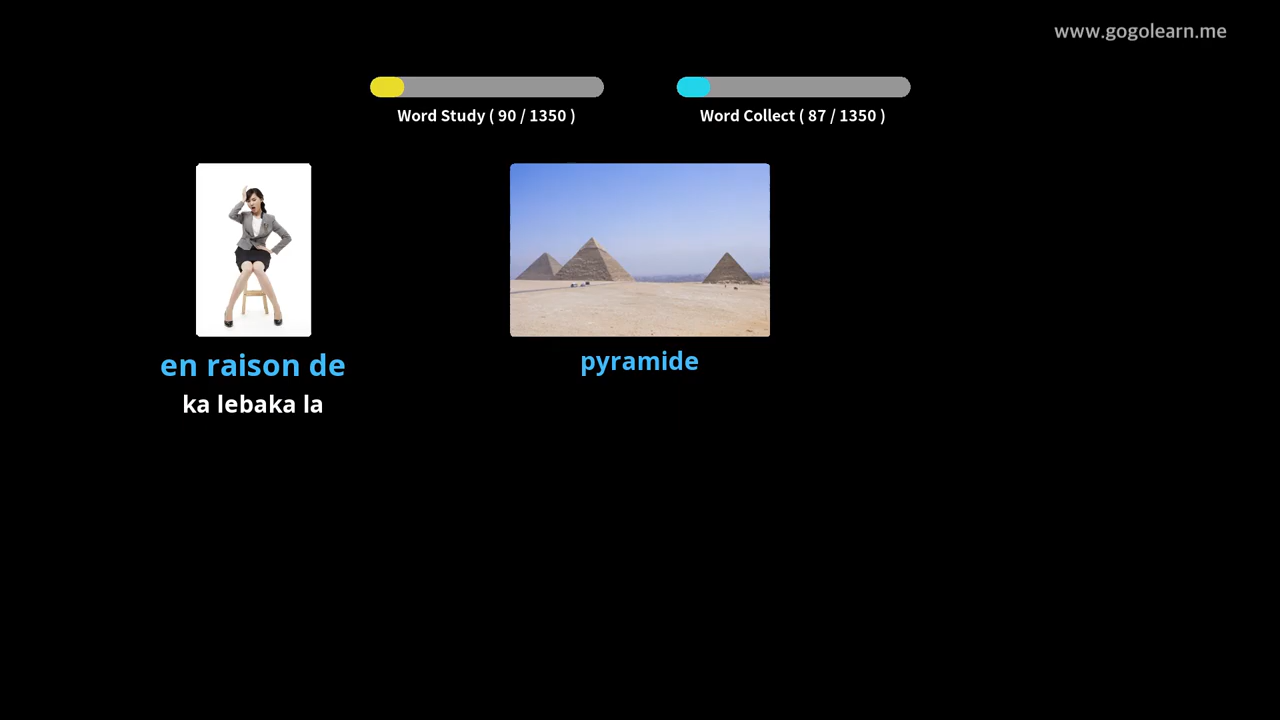 www.gogolearn.me
Word Study ( 90 / 1350 )
Word Collect ( 87 / 1350 )
en raison de
ka lebaka la
pyramide